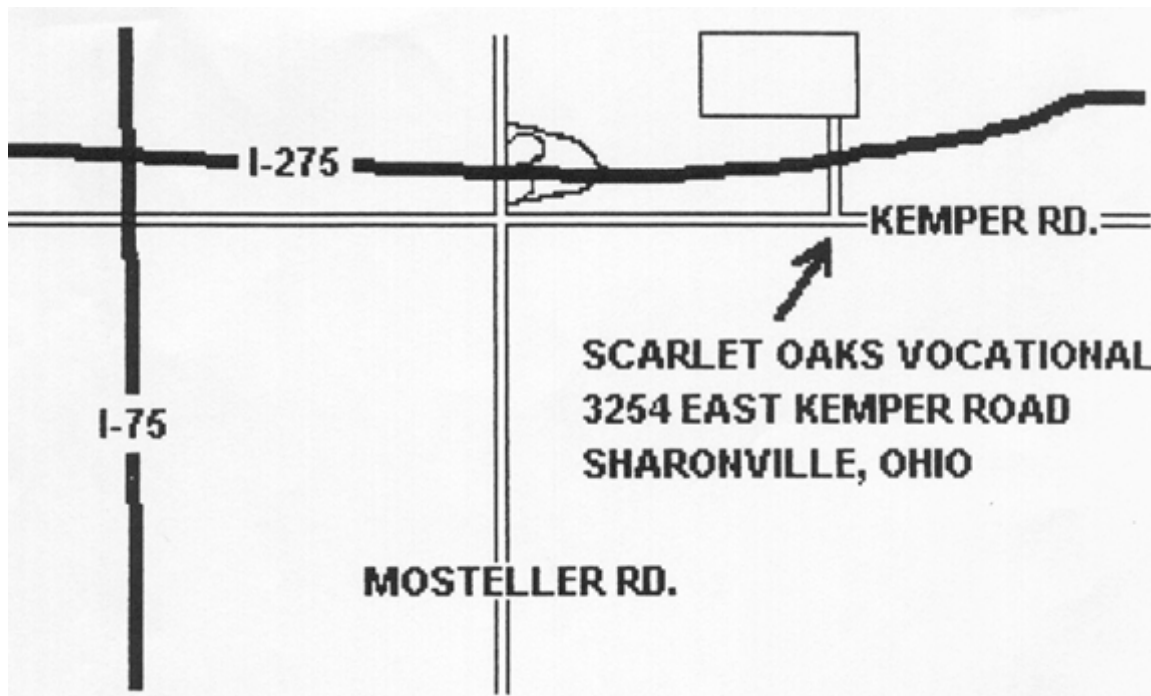 I-275
KEMPER RD.
SCARLET OAKS VOCATIONAL
3254 EAST KEMPER ROAD
SHARONVILLE, OHIO
I-75
MOSTELLER RD.